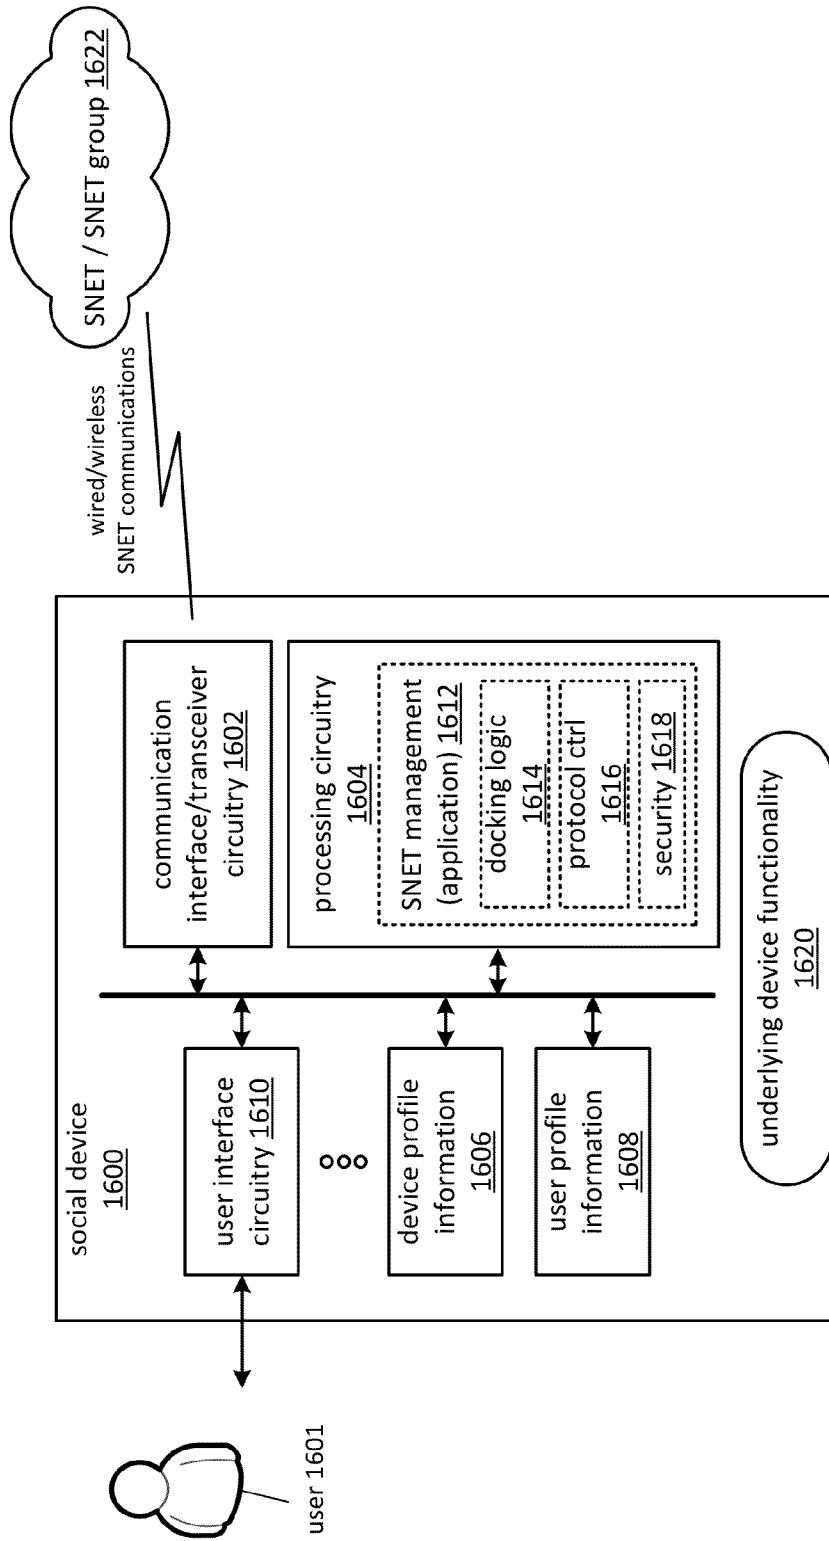 SNET / SNET group 1622
wired/wireless
SNET communications
social device
1600
communication
interface/transceiver
circuitry 1602
user interface
circuitry 1610
processing circuitry
1604
SNET management
(application) 1612
docking logic
1614
protocol ctrl
1616
security 1618
device profile
information
1606
user profile
information
1608
underlying device functionality
1620
user 1601